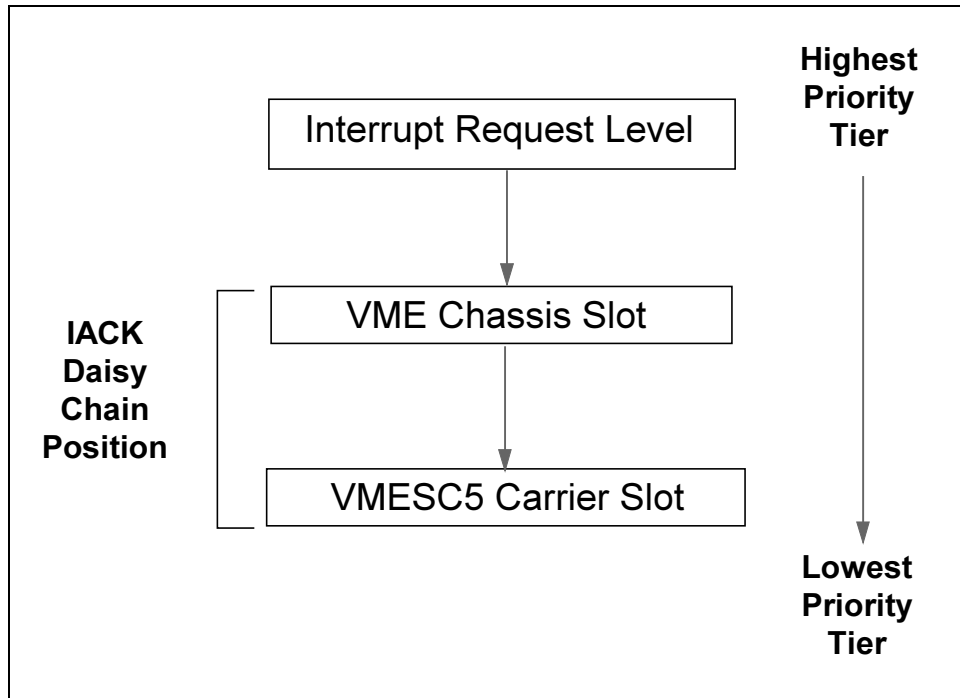 Highest
Priority
Tier
Interrupt Request Level
VME Chassis Slot
IACK
Daisy
Chain
Position
VMESC5 Carrier Slot
Lowest
Priority
Tier